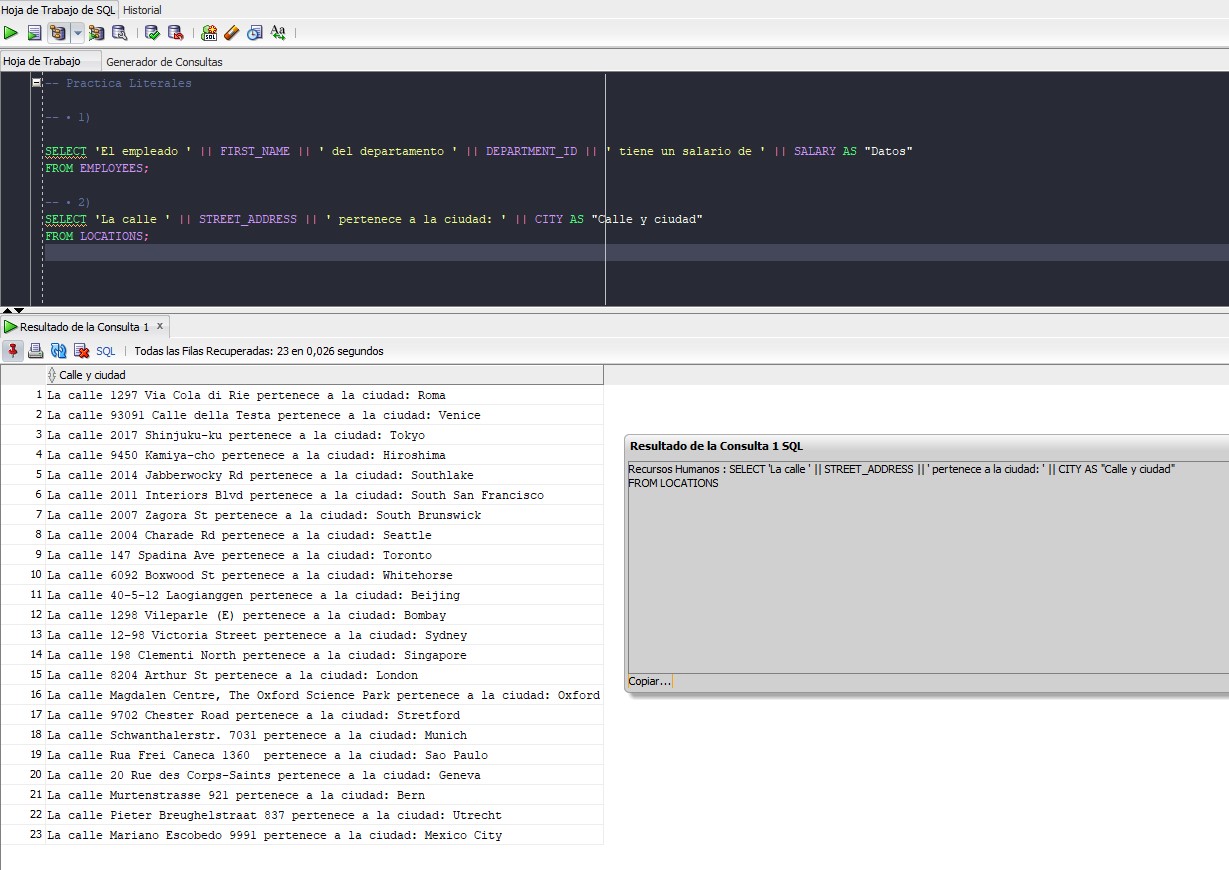 Hoja de Trabajo de SQL Historial
Hoja de Trabajo Generador de Consultas
-- Practica Literales
-- • 1)
SELECT 'El empleado ' || FIRST_NAME || ' del departamento ' || DEPARTMENT_ID || ' tiene un salario de ' || SALARY AS "Datos"
FROM EMPLOYEES;
-- • 2)
SELECT 'La calle ' || STREET_ADDRESS || ' pertenece a la ciudad: ' || CITY AS "Calle y ciudad"
FROM LOCATIONS;
Resultado de la Consulta 1 x
SQL | Todas las Filas Recuperadas: 23 en 0,026 segundos
Calle y ciudad
1 La calle 1297 Via Cola di Rie pertenece a la ciudad: Roma
2 La calle 93091 Calle della Testa pertenece a la ciudad: Venice
3 La calle 2017 Shinjuku-ku pertenece a la ciudad: Tokyo
4 La calle 9450 Kamiya-cho pertenece a la ciudad: Hiroshima
5 La calle 2014 Jabberwocky Rd pertenece a la ciudad: Southlake
6 La calle 2011 Interiors Blvd pertenece a la ciudad: South San Francisco
7 La calle 2007 Zagora St pertenece a la ciudad: South Brunswick
8 La calle 2004 Charade Rd pertenece a la ciudad: Seattle
9 La calle 147 Spadina Ave pertenece a la ciudad: Toronto
10 La calle 6092 Boxwood St pertenece a la ciudad: Whitehorse
11 La calle 40-5-12 Laogianggen pertenece a la ciudad: Beijing
12 La calle 1298 Vileparle (E) pertenece a la ciudad: Bombay
13 La calle 12-98 Victoria Street pertenece a la ciudad: Sydney
14 La calle 198 Clementi North pertenece a la ciudad: Singapore
15 La calle 8204 Arthur St pertenece a la ciudad: London
16 La calle Magdalen Centre, The Oxford Science Park pertenece a la ciudad: Oxford
17 La calle 9702 Chester Road pertenece a la ciudad: Stretford
18 La calle Schwanthalerstr. 7031 pertenece a la ciudad: Munich
19 La calle Rua Frei Caneca 1360  pertenece a la ciudad: Sao Paulo
20 La calle 20 Rue des Corps-Saints pertenece a la ciudad: Geneva
21 La calle Murtenstrasse 921 pertenece a la ciudad: Bern
22 La calle Pieter Breughelstraat 837 pertenece a la ciudad: Utrecht
23 La calle Mariano Escobedo 9991 pertenece a la ciudad: Mexico City
Resultado de la Consulta 1 SQL
Recursos Humanos : SELECT 'La calle ' || STREET_ADDRESS || ' pertenece a la ciudad: ' || CITY AS "Calle y ciudad"
FROM LOCATIONS
Copiar...